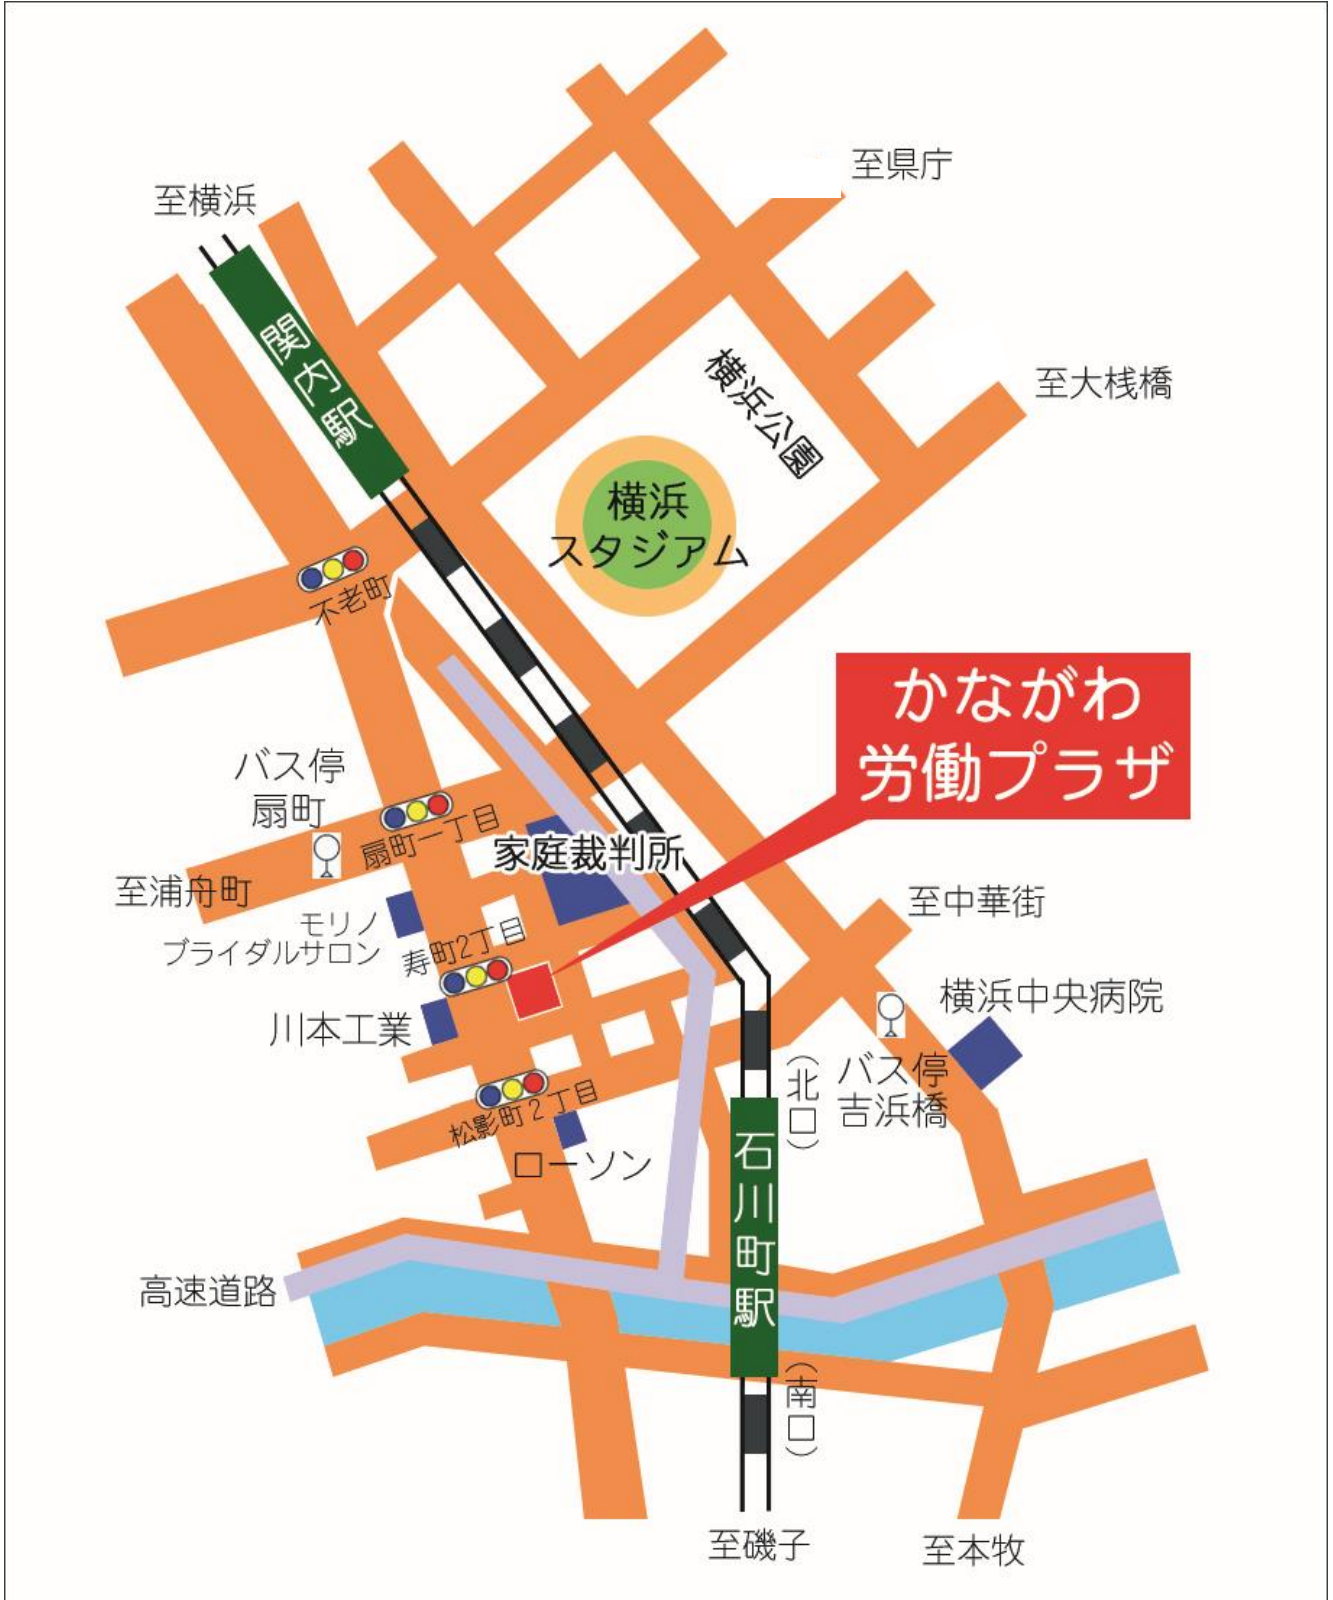 至県庁
至横浜
関内駅
横浜公園
至大桟橋
横浜
スタジアム
不老町
かながわ
労働プラザ
バス停
扇町
扇町一丁目
家庭裁判所
至浦舟町
モリノ
ブライダルサロン
寿町2丁目
至中華街
横浜中央病院
川本工業
(北口)
バス停
吉浜橋
松影町2丁目
ローソン
石川町駅
高速道路
(南口)
至磯子
至本牧